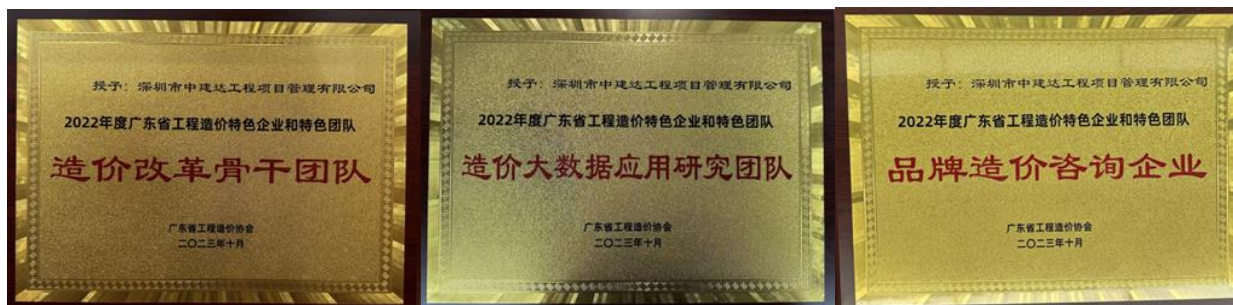 授予：深圳市中建达工程项目管理有限公司
2022年度广东省工程造价特色企业和特色团队
造价改革骨干团队
广东省工程造价协会
二〇二三年十月
授予：深圳市中建达工程项目管理有限公司
2022年度广东省工程造价特色企业和特色团队
造价大数据应用研究团队
广东省工程造价协会
二〇二三年十月
授予：深圳市中建达工程项目管理有限公司
2022年度广东省工程造价特色企业和特色团队
品牌造价咨询企业
广东省工程造价协会
二〇二三年十月